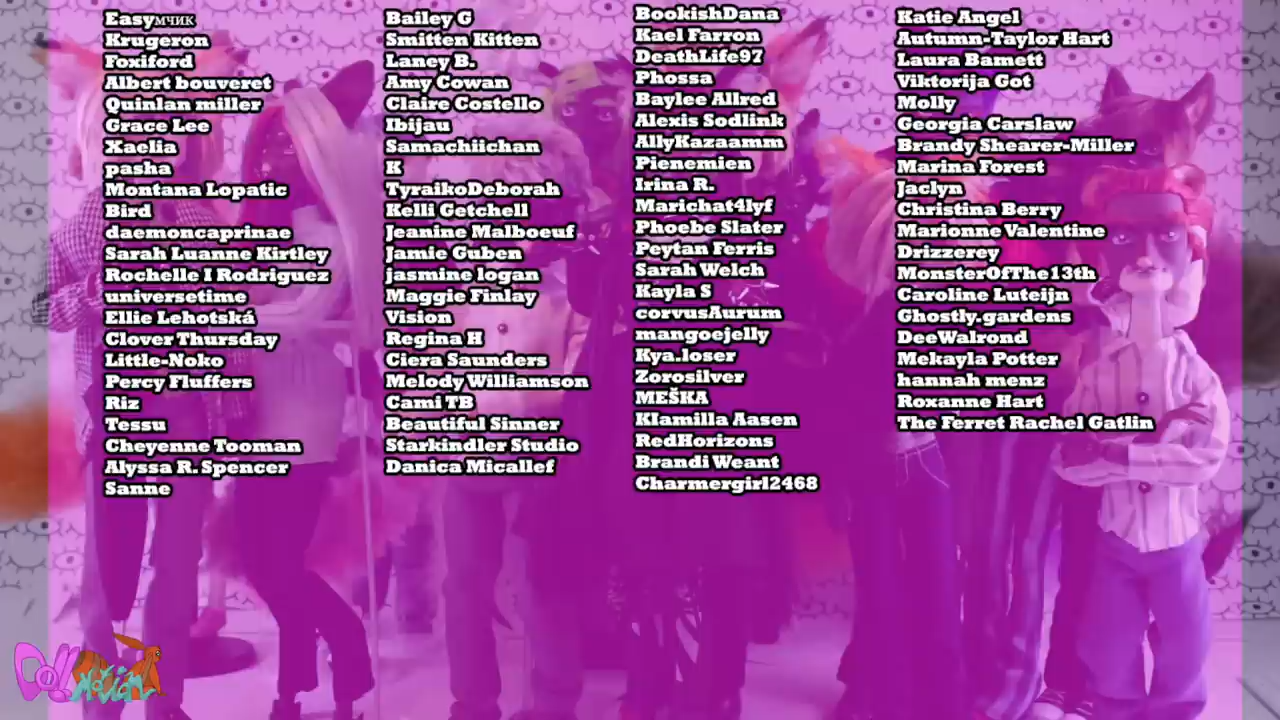 Easyмчик
Krugeron
Foxiford
Albert bouveret
Quinlan miller
Grace Lee
Xaelia
pasha
Montana Lopatic
Bird
daemoncaprinae
Sarah Luanne Kirtley
Rochelle I Rodriguez
universetime
Ellie Lehotská
Clover Thursday
Little-Noko
Percy Fluffers
Riz
Tessu
Cheyenne Tooman
Alyssa R. Spencer
Sanne
Bailey G
Smitten Kitten
Laney B.
Amy Cowan
Claire Costello
Ibijau
Samachiichan
K
TyraikoDeborah
Kelli Getchell
Jeanine Malboeuf
Jamie Guben
jasmine logan
Maggie Finlay
Vision
Regina H
Ciera Saunders
Melody Williamson
Cami TB
Beautiful Sinner
Starkindler Studio
Danica Micallef
BookishDana
Kael Farron
DeathLife97
Phossa
Baylee Allred
Alexis Sodlink
AllyKazaamm
Pienemien
Irina R.
Marichat4lyf
Phoebe Slater
Peytan Ferris
Sarah Welch
Kayla S
corvusAurum
mangoejelly
Kya.loser
Zorosilver
MEŠKA
Klamilla Aasen
RedHorizons
Brandi Weant
Charmergirl2468
Katie Angel
Autumn-Taylor Hart
Laura Bamett
Viktorija Got
Molly
Georgia Carslaw
Brandy Shearer-Miller
Marina Forest
Jaclyn
Christina Berry
Marionne Valentine
Drizzerey
MonsterOfThe13th
Caroline Luteijn
Ghostly.gardens
DeeWalrond
Mekayla Potter
hannah menz
Roxanne Hart
The Ferret Rachel Gatlin
Doll
Motion